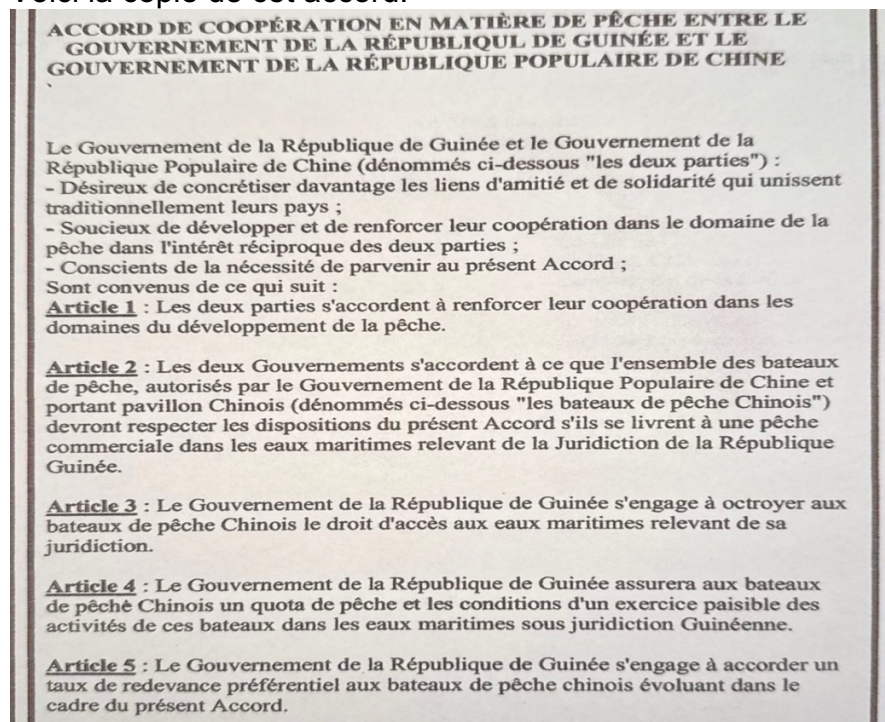 Voici la copie de cet accord.
ACCORD DE COOPÉRATION EN MATIÈRE DE PÊCHE ENTRE LE
GOUVERNEMENT DE LA RÉPUBLIQUL DE GUINÉE ET LE
GOUVERNEMENT DE LA RÉPUBLIQUE POPULAIRE DE CHINE
Le Gouvernement de la République de Guinée et le Gouvernement de la
République Populaire de Chine (dénommés ci-dessous "les deux parties") :
- Désireux de concrétiser davantage les liens d'amitié et de solidarité qui unissent
traditionnellement leurs pays ;
- Soucieux de développer et de renforcer leur coopération dans le domaine de la
pêche dans l'intérêt réciproque des deux parties ;
- Conscients de la nécessité de parvenir au présent Accord ;
Sont convenus de ce qui suit :
Article 1 : Les deux parties s'accordent à renforcer leur coopération dans les
domaines du développement de la pêche.
Article 2 : Les deux Gouvernements s'accordent à ce que l'ensemble des bateaux
de pêche, autorisés par le Gouvernement de la République Populaire de Chine et
portant pavillon Chinois (dénommés ci-dessous "les bateaux de pêche Chinois")
devront respecter les dispositions du présent Accord s'ils se livrent à une pêche
commerciale dans les eaux maritimes relevant de la Juridiction de la République
Guinée.
Article 3 : Le Gouvernement de la République de Guinée s'engage à octroyer aux
bateaux de pêche Chinois le droit d'accès aux eaux maritimes relevant de sa
juridiction.
Article 4 : Le Gouvernement de la République de Guinée assurera aux bateaux
de pêche Chinois un quota de pêche et les conditions d'un exercice paisible des
activités de ces bateaux dans les eaux maritimes sous juridiction Guinéenne.
Article 5 : Le Gouvernement de la République de Guinée s'engage à accorder un
taux de redevance préférentiel aux bateaux de pêche chinois évoluant dans le
cadre du présent Accord.